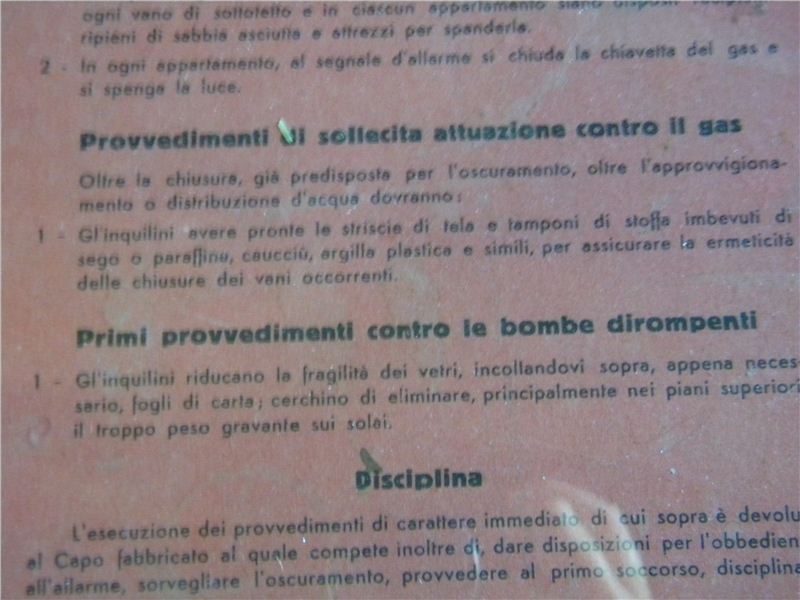 ogni vano di sottotetto e in ciascun appartamento siano disposti
ripieni di sabbia asciutta e attrezzi per spanderla.
2 - In ogni appartamento, al segnale d'allarme si chiuda la chiavetta del gas e
si spenga la luce.
Provvedimenti di sollecita attuazione contro il gas
Oltre la chiusura, già predisposta per l'oscuramento, oltre l'approvvigiona-
mento o distribuzione d'acqua dovranno:
1 - Gl'inquilini avere pronte le striscie di tela e tamponi di stoffa imbevuti di
sego o paraffina, caucciù, argilla plastica e simili, per assicurare la ermeticità
delle chiusure dei vani occorrenti.
Primi provvedimenti contro le bombe dirompenti
1 - Gl'inquilini riducano la fragilità dei vetri, incollandovi sopra, appena neces-
sario, fogli di carta; cerchino di eliminare, principalmente nei piani superiori
il troppo peso gravante sui solai.
Disciplina
L'esecuzione dei provvedimenti di carattere immediato di cui sopra è devolu
al Capo fabbricato al quale compete inoltre di, dare disposizioni per l'obbedien
all'allarme, sorvegliare l'oscuramento, provvedere al primo soccorso, disciplina